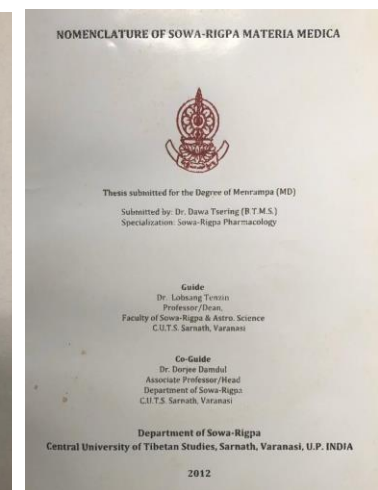 NOMENCLATURE OF SOWA-RIGPA MATERIA MEDICA
Thesis submitted for the Degree of Menrampa (MD)
Submitted by: Dr. Dawa Tsering (B.T.M.S.)
Specialization: Sowa-Rigpa Pharmacology
Guide
Dr. Lobsang Tenzin
Professor/Dean,
Faculty of Sowa-Rigpa & Astro. Science
C.U.T.S. Sarnath, Varanasi
Co-Guide
Dr. Dorjee Damdul
Associate Professor/Head
Department of Sowa-Rigpa
C.U.T.S. Sarnath, Varanasi
Department of Sowa-Rigpa
Central University of Tibetan Studies, Sarnath, Varanasi, U.P. INDIA
2012